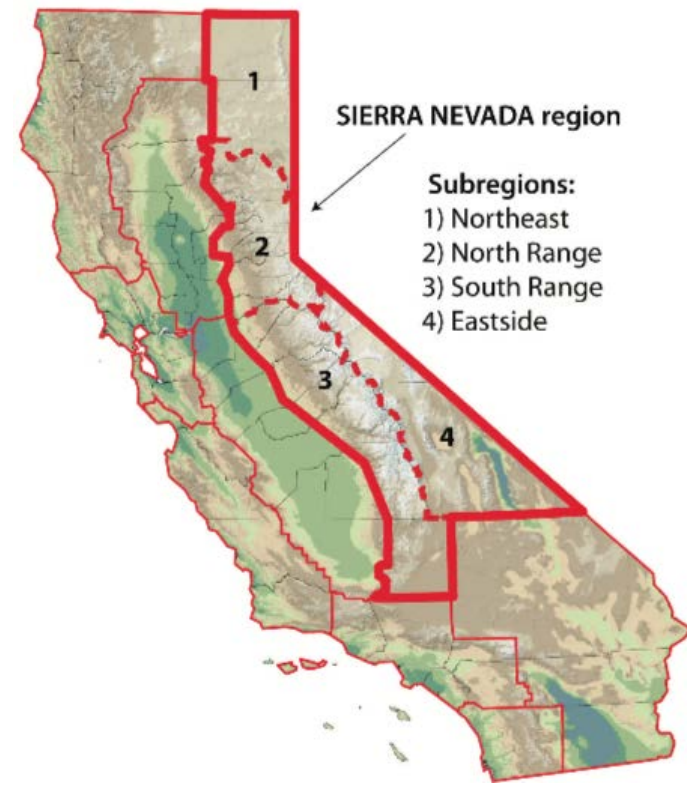 1
SIERRA NEVADA region
Subregions:
1) Northeast
2) North Range
3) South Range
4) Eastside
2
3
4